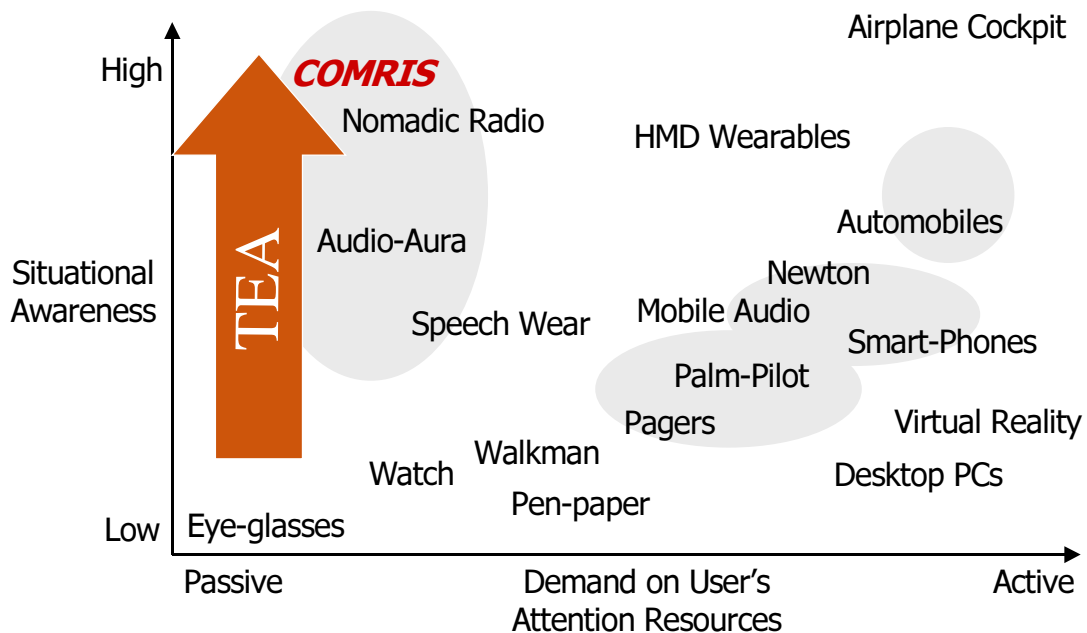 Airplane Cockpit
High
COMRIS
Nomadic Radio
HMD Wearables
Automobiles
Audio-Aura
TEA
Situational
Awareness
Newton
Mobile Audio
Speech Wear
Smart-Phones
Palm-Pilot
Pagers
Virtual Reality
Walkman
Watch
Desktop PCs
Pen-paper
Low
Eye-glasses
Passive
Demand on User's
Attention Resources
Active